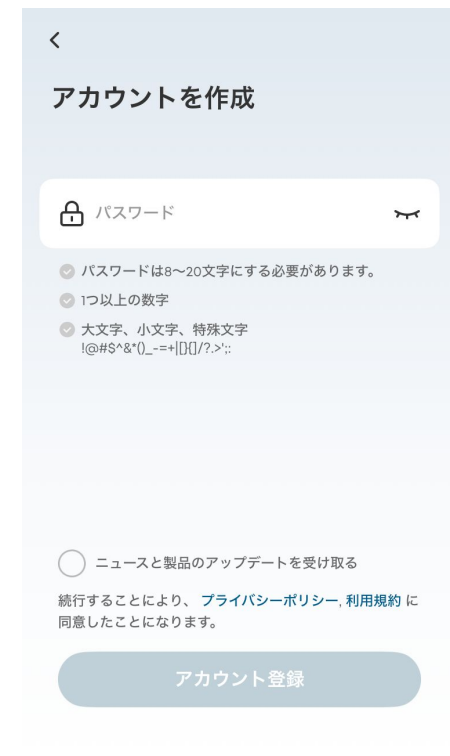 アカウントを作成
パスワード
パスワードは8〜20文字にする必要があります。
1つ以上の数字
大文字、小文字、特殊文字
!@#$^&*()_-=+|[]{}/?.>';:
ニュースと製品のアップデートを受け取る
続行することにより、 プライバシーポリシー, 利用規約 に
同意したことになります。
アカウント登録